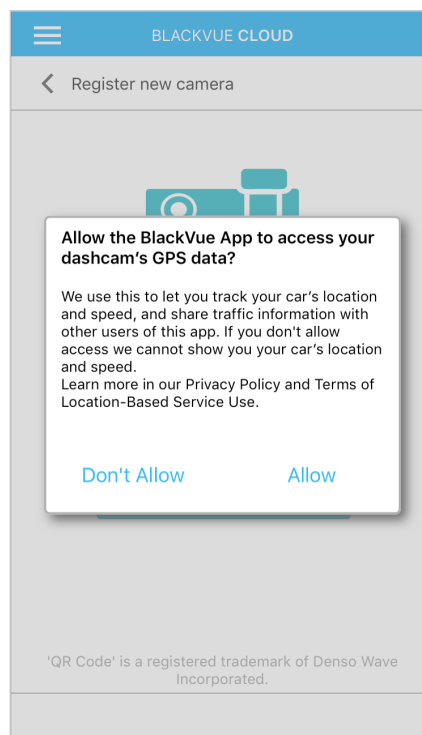 BLACKVUE CLOUD
Register new camera
Allow the BlackVue App to access your
dashcam's GPS data?
We use this to let you track your car's location
and speed, and share traffic information with
other users of this app. If you don't allow
access we cannot show you your car's location
and speed.
Learn more in our Privacy Policy and Terms of
Location-Based Service Use.
Don't Allow
Allow
'QR Code' is a registered trademark of Denso Wave
Incorporated.